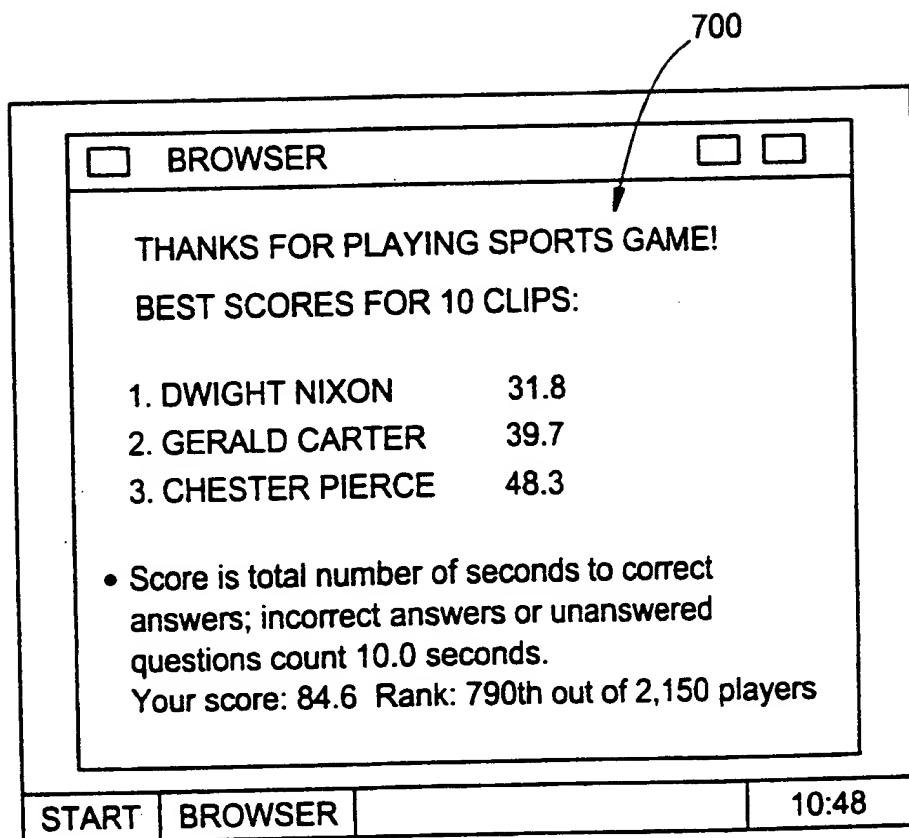 700
BROWSER
THANKS FOR PLAYING SPORTS GAME!
BEST SCORES FOR 10 CLIPS:
1. DWIGHT NIXON 31.8
2. GERALD CARTER 39.7
3. CHESTER PIERCE 48.3
• Score is total number of seconds to correct
answers; incorrect answers or unanswered
questions count 10.0 seconds.
Your score: 84.6 Rank: 790th out of 2,150 players
START BROWSER 10:48